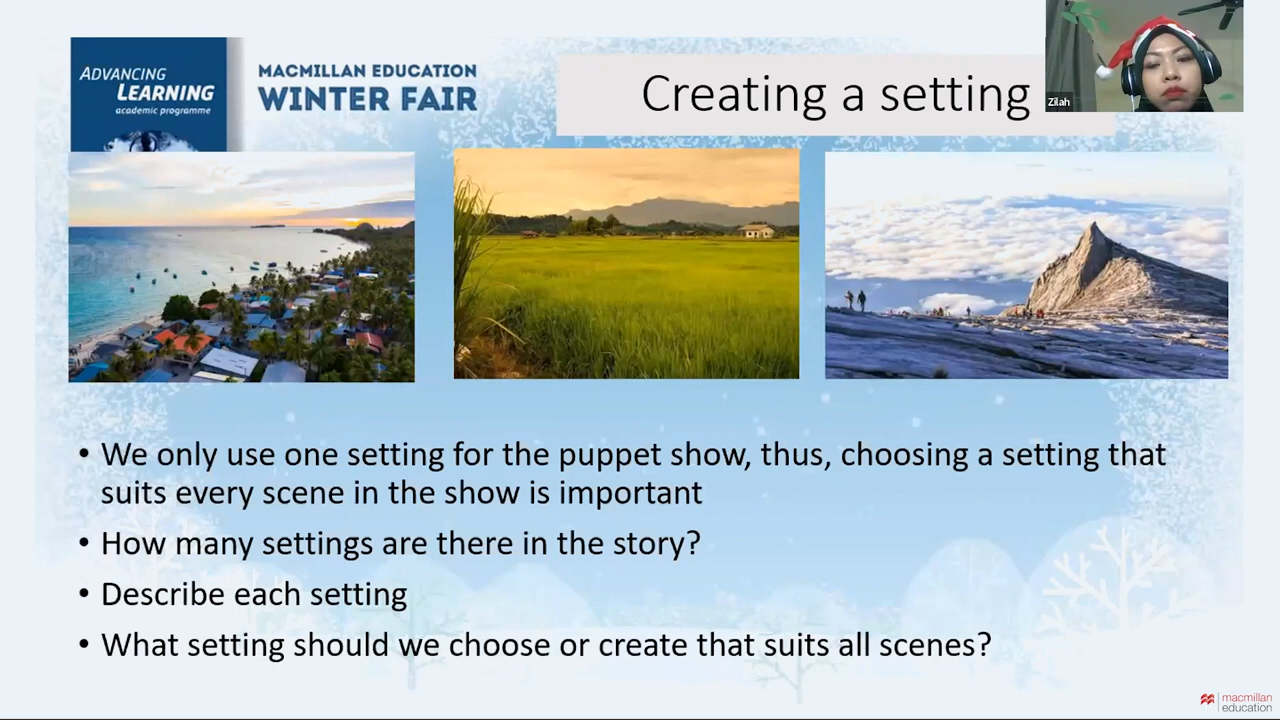 ADVANCING
LEARNING
academic programme
MACMILLAN EDUCATION
WINTER FAIR
Creating a setting
Zilah
• We only use one setting for the puppet show, thus, choosing a setting that
suits every scene in the show is important
• How many settings are there in the story?
• Describe each setting
• What setting should we choose or create that suits all scenes?
macmillan
education